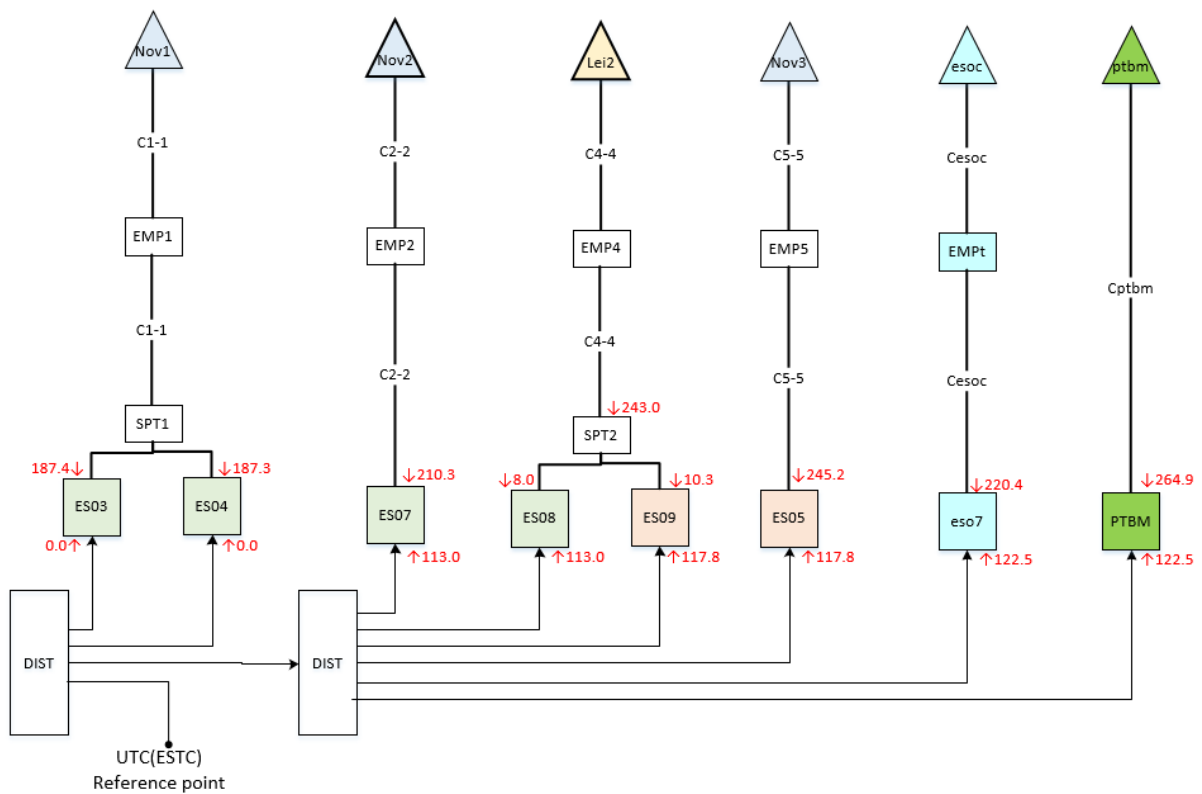 Nov1
Nov2
Lei2
Nov3
esoc
ptbm
C1-1
C2-2
C4-4
C5-5
Cesoc
EMP1
EMP2
EMP4
EMP5
EMPt
Cptbm
C1-1
C4-4
C2-2
C5-5
Cesoc
SPT1
↓243.0
SPT2
187.4↓
↓187.3
↓210.3
↓8.0
↓10.3
↓245.2
↓220.4
↓264.9
ES03
ES04
ES07
ES08
ES09
ES05
eso7
PTBM
0.0↑
↑0.0
↑113.0
↑113.0
↑117.8
↑117.8
↑122.5
↑122.5
DIST
DIST
UTC(ESTC)
Reference point